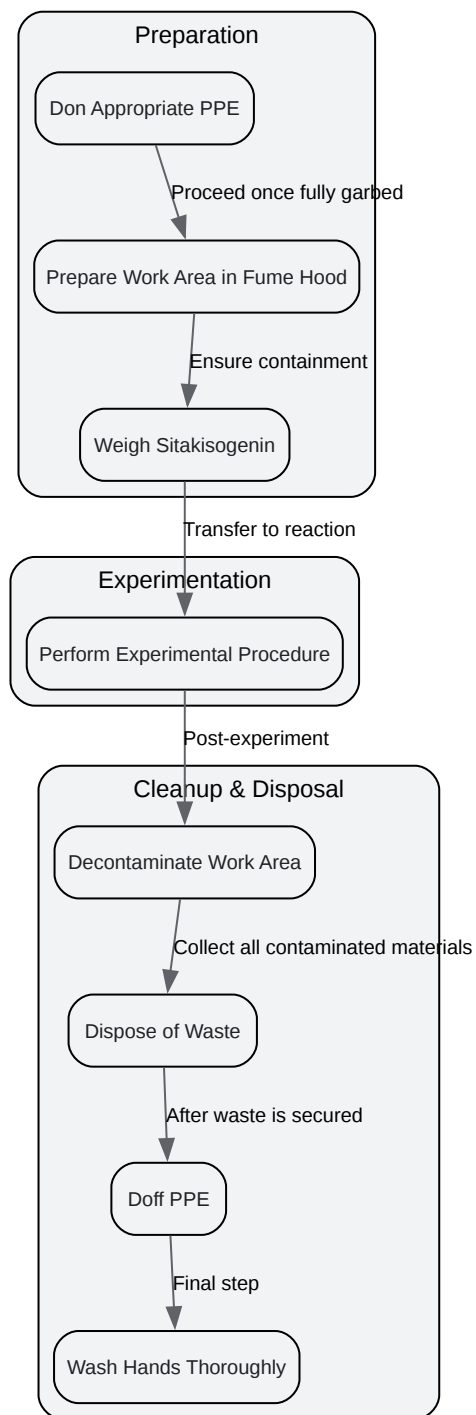 Preparation
Don Appropriate PPE
Proceed once fully garbed
Prepare Work Area in Fume Hood
Ensure containment
Weigh Sitakisogenin
Transfer to reaction
Experimentation
Perform Experimental Procedure
Post-experiment
Cleanup & Disposal
Decontaminate Work Area
Collect all contaminated materials
Dispose of Waste
After waste is secured
Doff PPE
Final step
Wash Hands Thoroughly